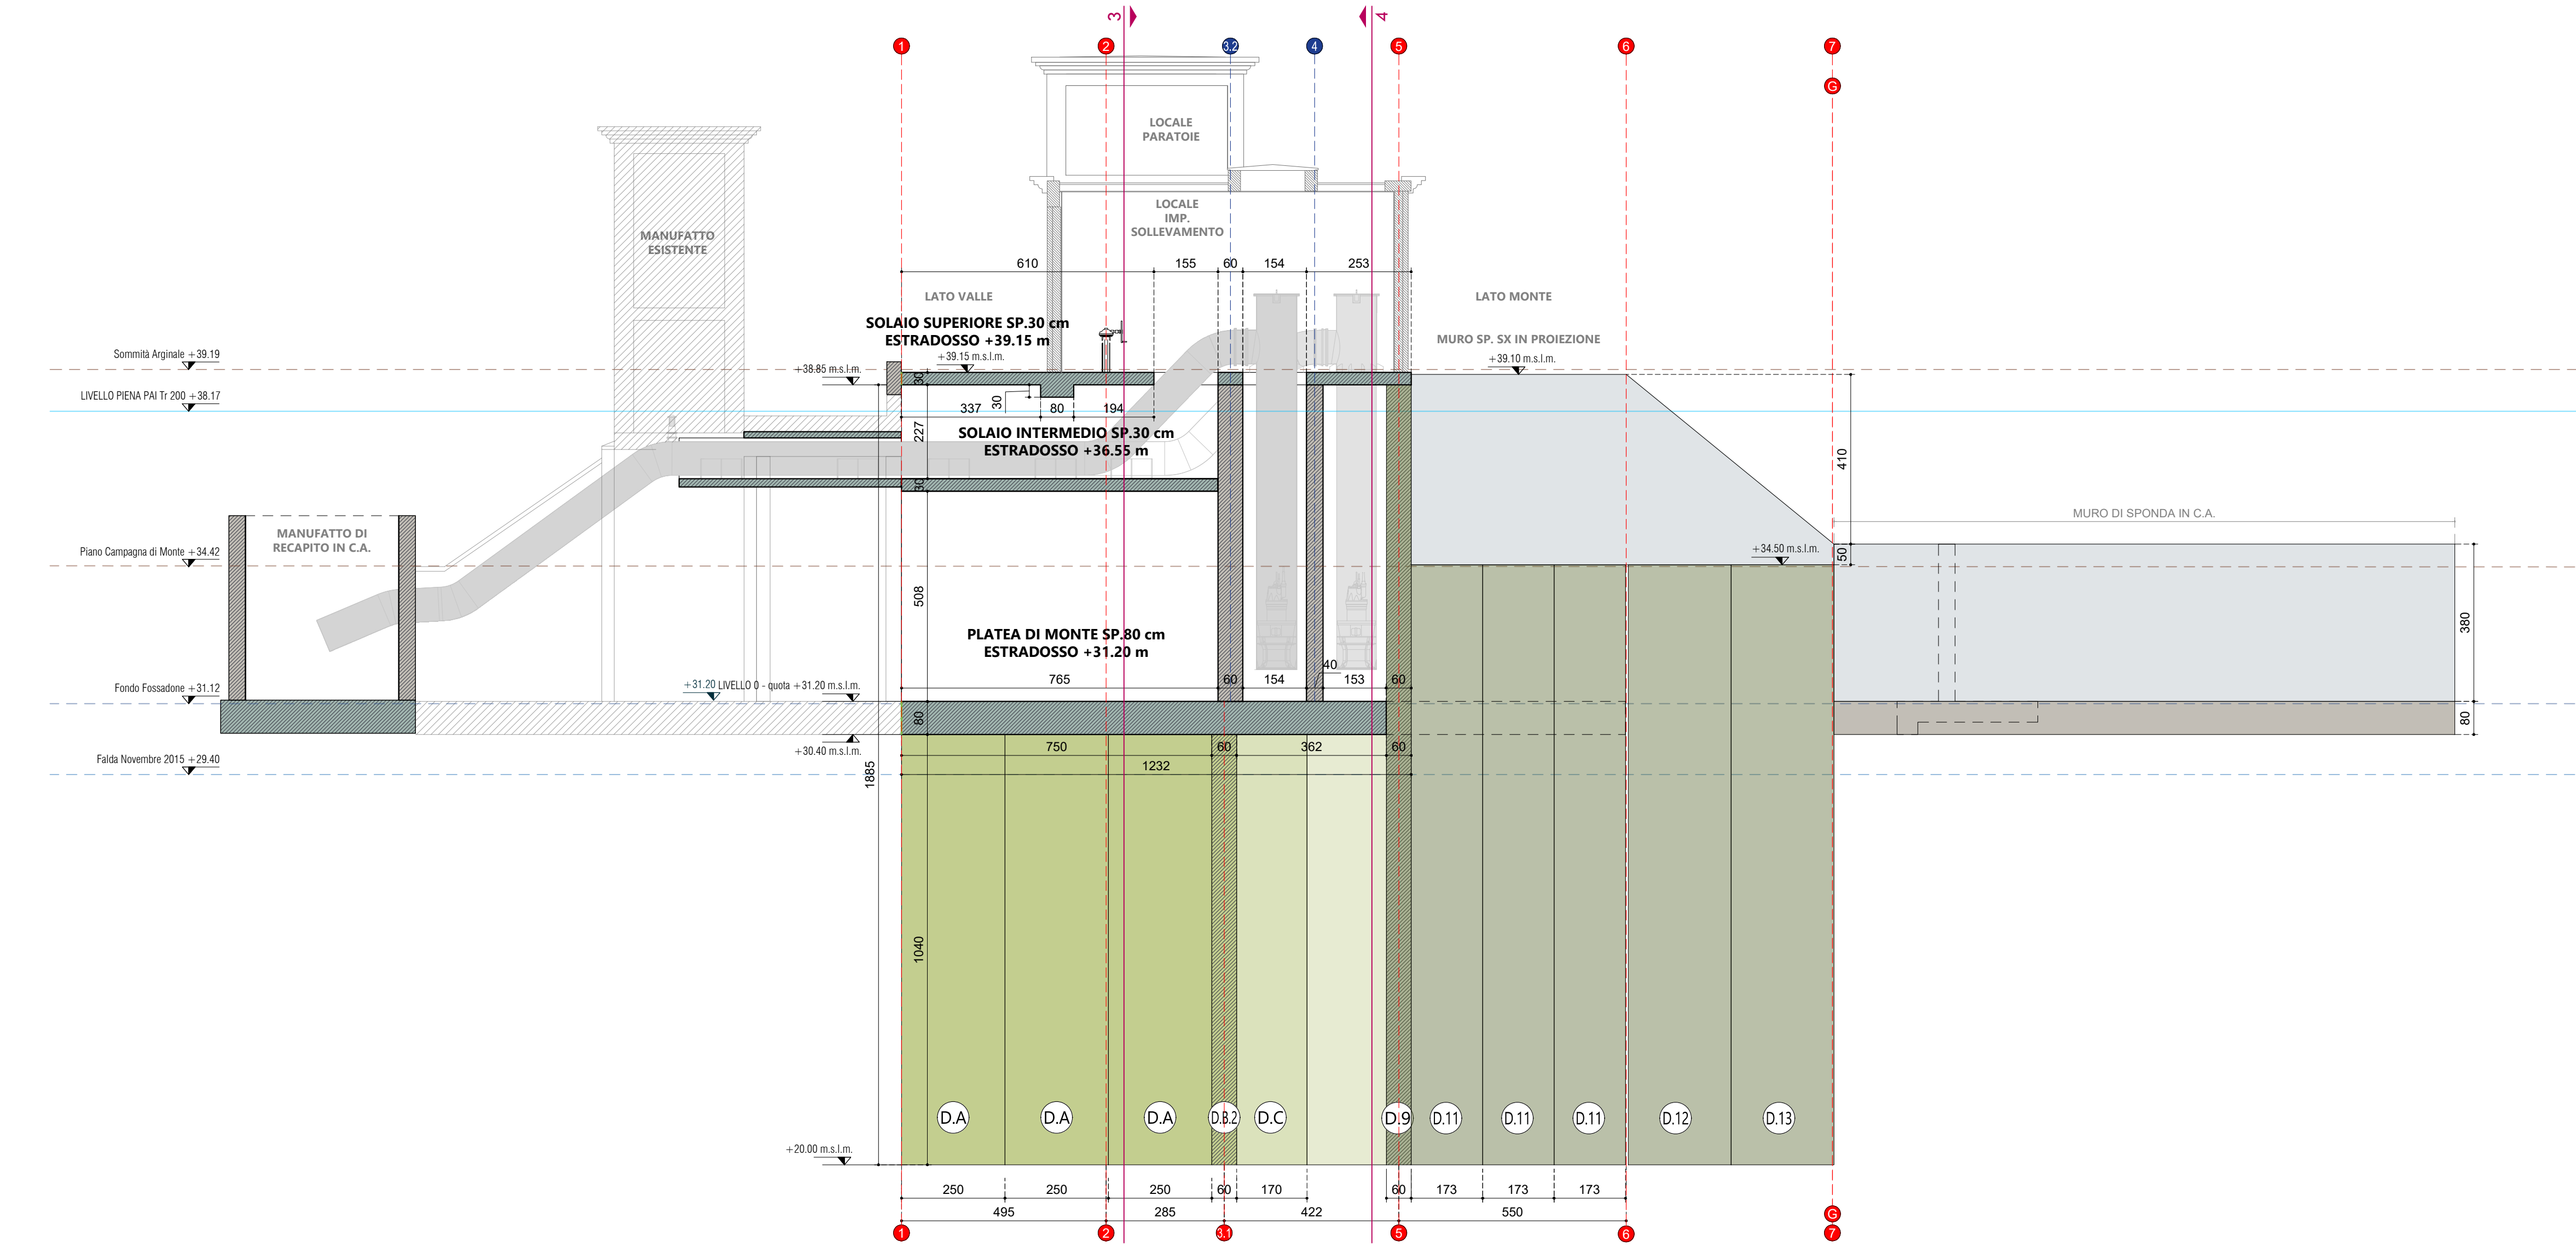 3
4
1
2
3.2
4
5
6
7
G
LOCALE
PARATOIE
MANUFATTO
ESISTENTE
LOCALE
IMP.
SOLLEVAMENTO
610
155
60
154
253
LATO VALLE
LATO MONTE
SOLAIO SUPERIORE SP.30 cm
ESTRADOSSO +39.15 m
MURO SP. SX IN PROIEZIONE
Sommità Arginale +39.19
+38.85 m.s.l.m.
+39.15 m.s.l.m.
+39.10 m.s.l.m.
30
LIVELLO PIENA PAI Tr 200 +38.17
30
337
80
194
227
SOLAIO INTERMEDIO SP.30 cm
ESTRADOSSO +36.55 m
410
30
MANUFATTO DI
RECAPITO IN C.A.
MURO DI SPONDA IN C.A.
Piano Campagna di Monte +34.42
+34.50 m.s.l.m.
50
508
380
PLATEA DI MONTE SP.80 cm
ESTRADOSSO +31.20 m
40
Fondo Fossadone +31.12
+31.20
LIVELLO 0 - quota +31.20 m.s.l.m.
765
60
154
153
60
80
80
+30.40 m.s.l.m.
750
60
362
60
Falda Novembre 2015 +29.40
1232
1885
1040
D.A
D.A
D.A
D.B.2
D.C
D.9
D.11
D.11
D.11
D.12
D.13
+20.00 m.s.l.m.
250
250
250
60
170
60
173
173
173
495
285
422
550
G
1
2
3.1
5
6
7